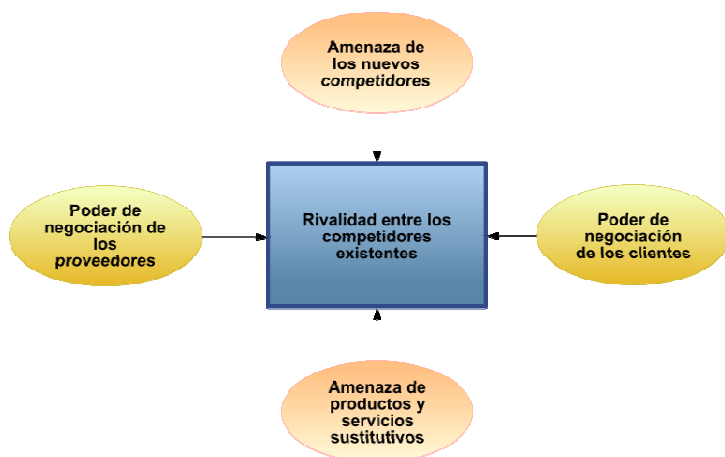 Amenaza de
los nuevos
competidores
Poder de
negociación de
los
proveedores
Rivalidad entre los
competidores
existentes
Poder de
negociación
de los clientes
Amenaza de
productos y
servicios
sustitutivos